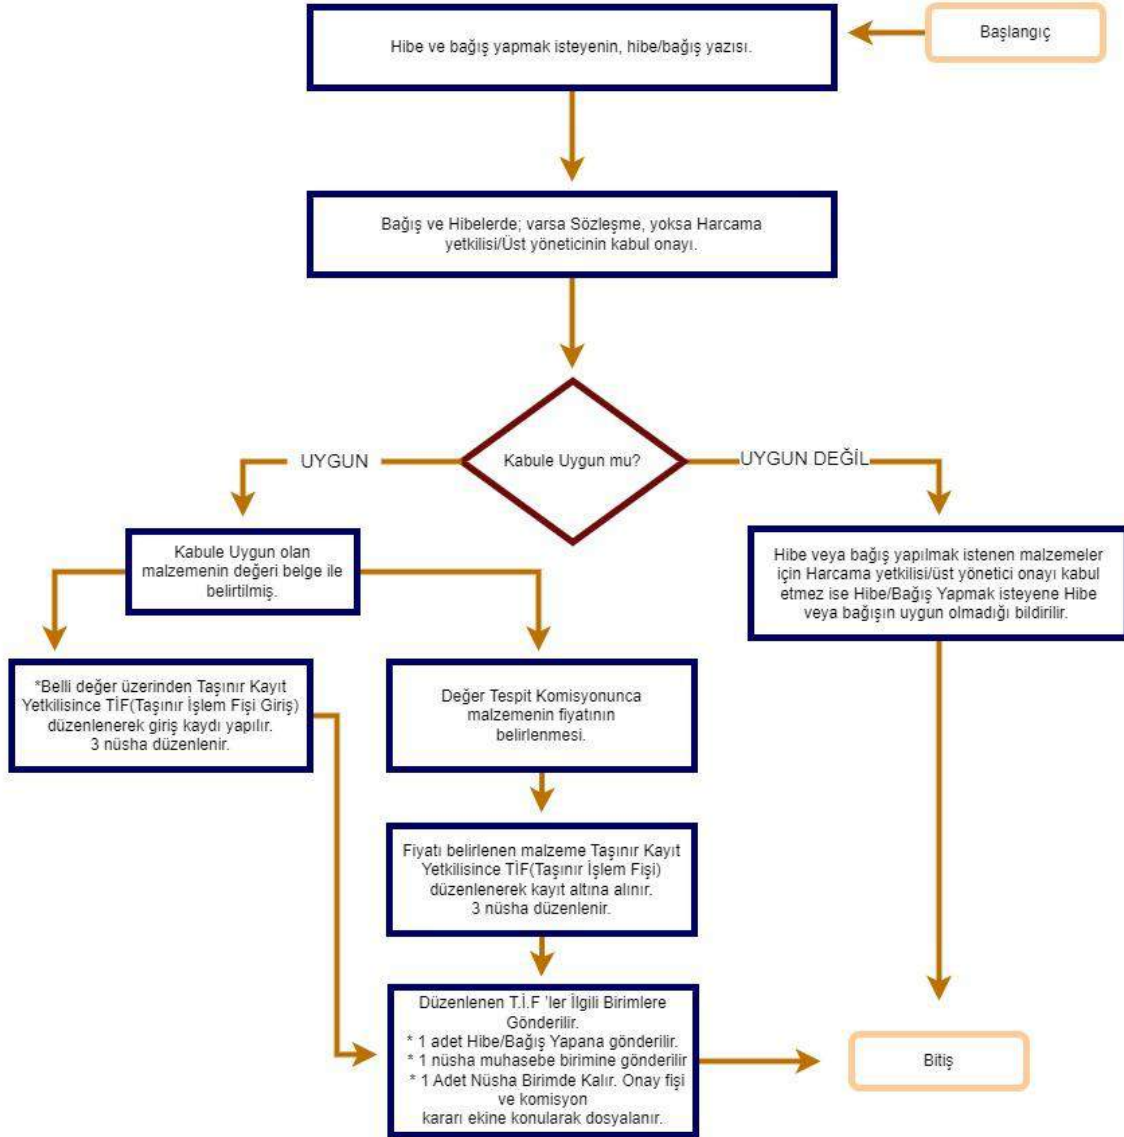 Başlangıç
Hibe ve bağış yapmak isteyenin, hibe/bağış yazısı.
Bağış ve Hibelerde; varsa Sözleşme, yoksa Harcama
yetkilisi/Üst yöneticinin kabul onayı.
Kabule Uygun mu?
UYGUN
UYGUN DEĞİL
Kabule Uygun olan
malzemenin değeri belge ile
belirtilmiş.
Hibe veya bağış yapılmak istenen malzemeler
için Harcama yetkilisi/üst yönetici onayı kabul
etmez ise Hibe/Bağış Yapmak isteyene Hibe
veya bağışın uygun olmadığı bildirilir.
*Belli değer üzerinden Taşınır Kayıt
Yetkilisince TİF(Taşınır İşlem Fişi Giriş)
düzenlenerek giriş kaydı yapılır.
3 nüsha düzenlenir.
Değer Tespit Komisyonunca
malzemenin fiyatının
belirlenmesi.
Fiyatı belirlenen malzeme Taşınır Kayıt
Yetkilisince TİF(Taşınır İşlem Fişi)
düzenlenerek kayıt altına alınır.
3 nüsha düzenlenir.
Düzenlenen T.İ.F 'ler İlgili Birimlere
Gönderilir.
* 1 adet Hibe/Bağış Yapana gönderilir.
* 1 nüsha muhasebe birimine gönderilir
* 1 Adet Nüsha Birimde Kalır. Onay fişi
ve komisyon
kararı ekine konularak dosyalanır.
Bitiş